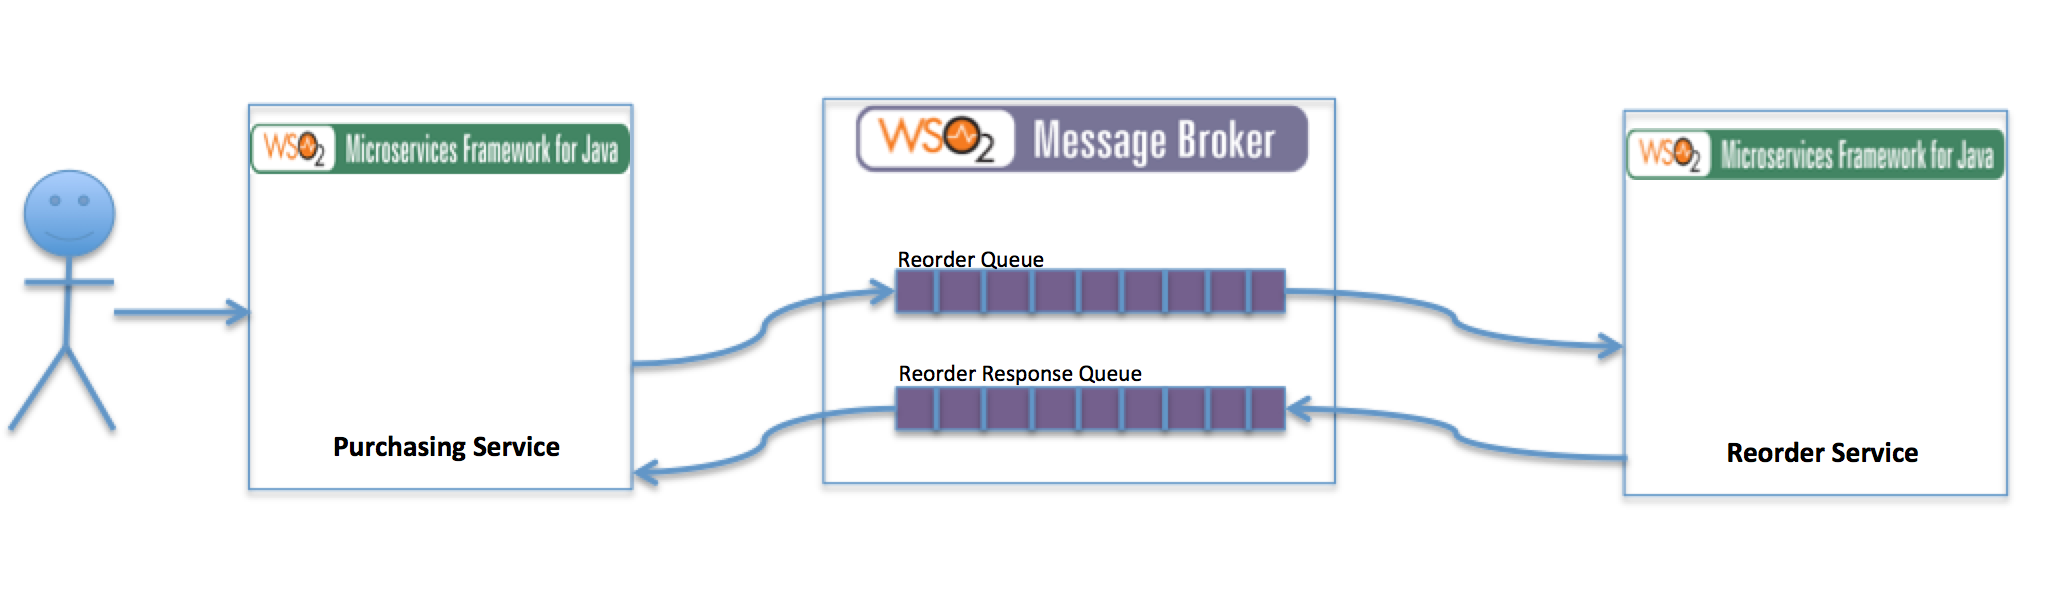 WSO2 Microservices Framework for Java
Purchasing Service
WSO2 Message Broker
Reorder Queue
Reorder Response Queue
WSO2 Microservices Framework for Java
Reorder Service